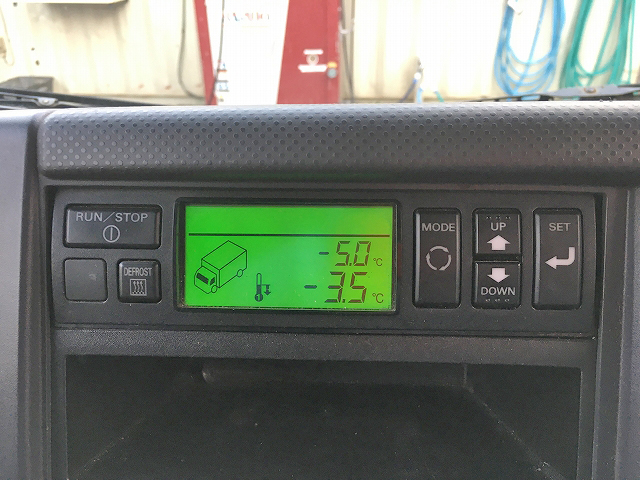 RUN/STOP
DEFROST
-5.0 °C
-3.5 °C
MODE
UP
DOWN
SET